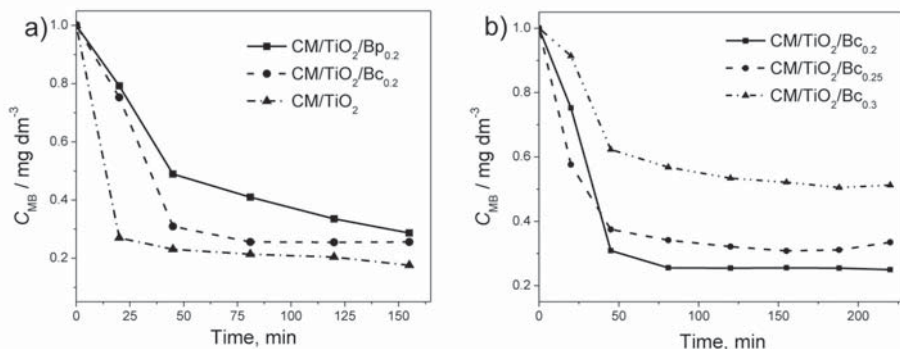 a)
1.0
0.8
0.6
0.4
0.2
C_MB / mg dm⁻³
0 25 50 75 100 125 150
Time, min
CM/TiO₂/Bp₀.₂
CM/TiO₂/Bc₀.₂
CM/TiO₂
b)
1.0
0.8
0.6
0.4
0.2
C_MB / mg dm⁻³
0 50 100 150 200
Time, min
CM/TiO₂/Bc₀.₂
CM/TiO₂/Bc₀.₂₅
CM/TiO₂/Bc₀.₃